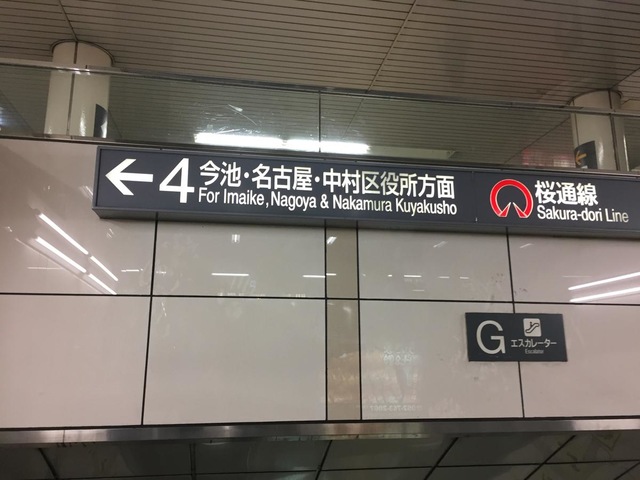 ←4 今池・名古屋・中村区役所方面
For Imaike, Nagoya & Nakamura Kuyakusho
桜通線
Sakura-dori Line
G エスカレーター
Escalator